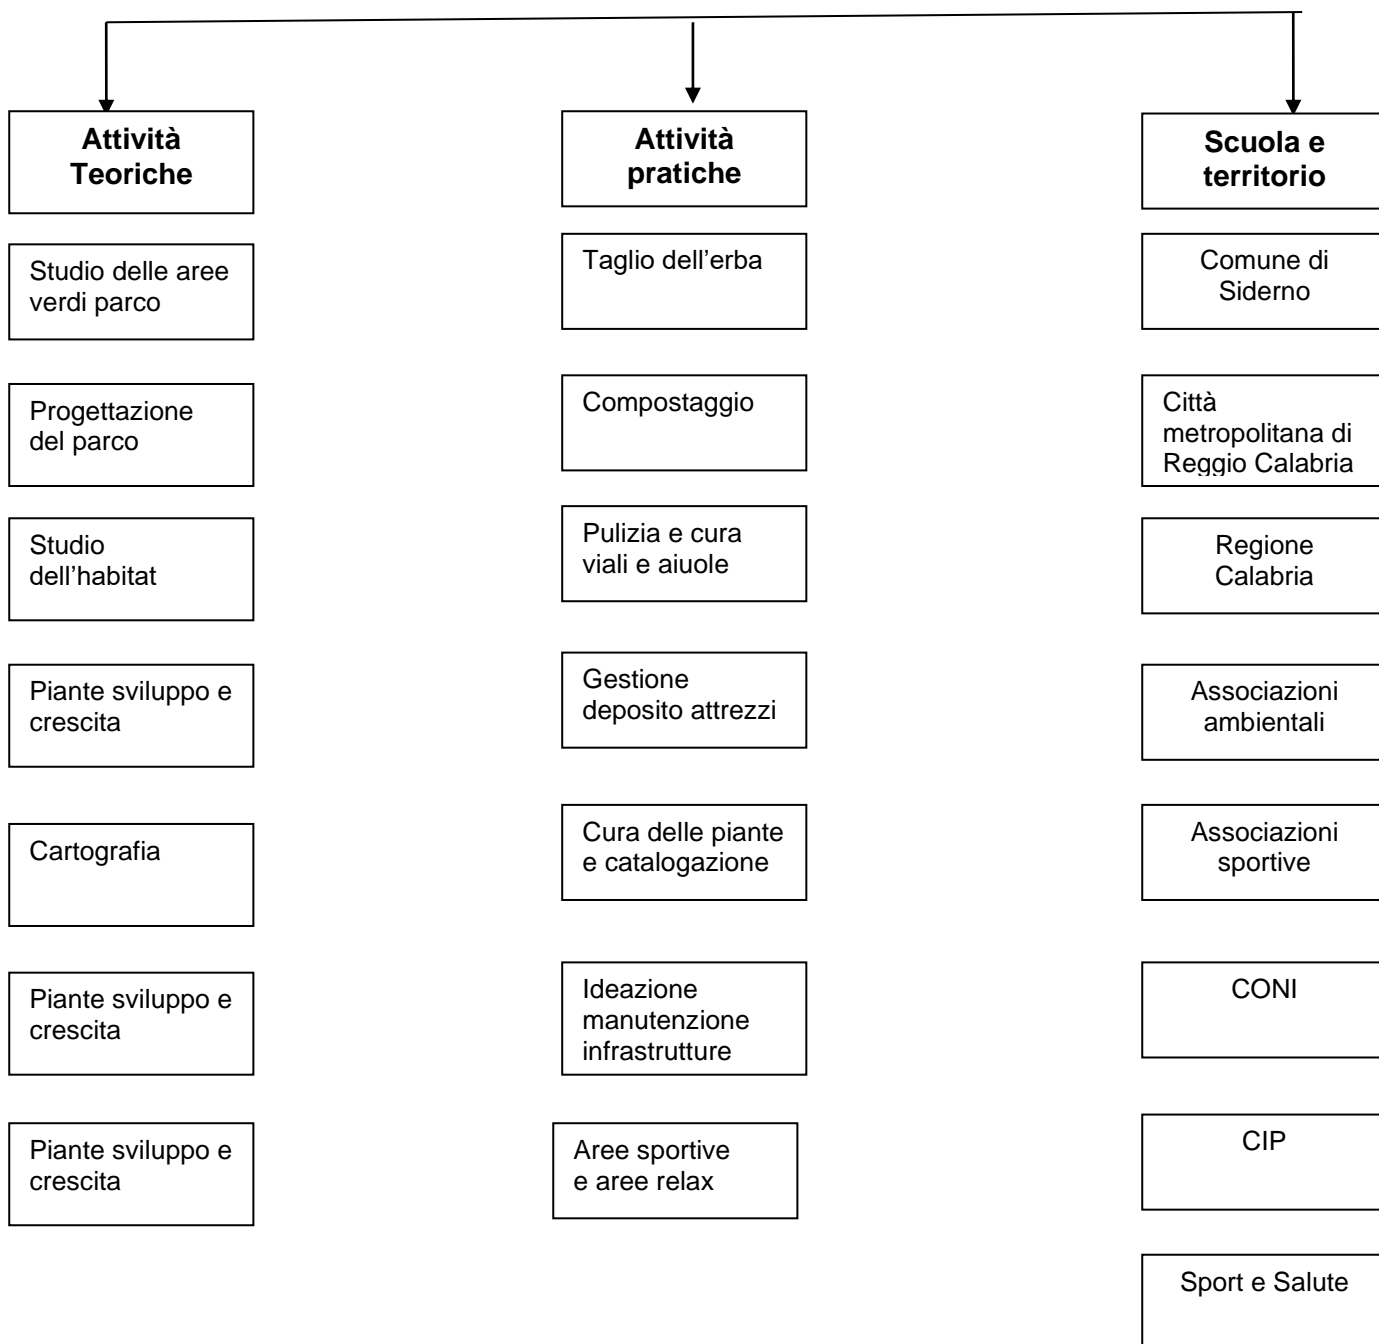 Attività
Teoriche
Studio delle aree
verdi parco
Progettazione
del parco
Studio
dell’habitat
Piante sviluppo e
crescita
Cartografia
Piante sviluppo e
crescita
Piante sviluppo e
crescita
Attività
pratiche
Taglio dell’erba
Compostaggio
Pulizia e cura
viali e aiuole
Gestione
deposito attrezzi
Cura delle piante
e catalogazione
Ideazione
manutenzione
infrastrutture
Aree sportive
e aree relax
Scuola e
territorio
Comune di
Siderno
Città
metropolitana di
Reggio Calabria
Regione
Calabria
Associazioni
ambientali
Associazioni
sportive
CONI
CIP
Sport e Salute